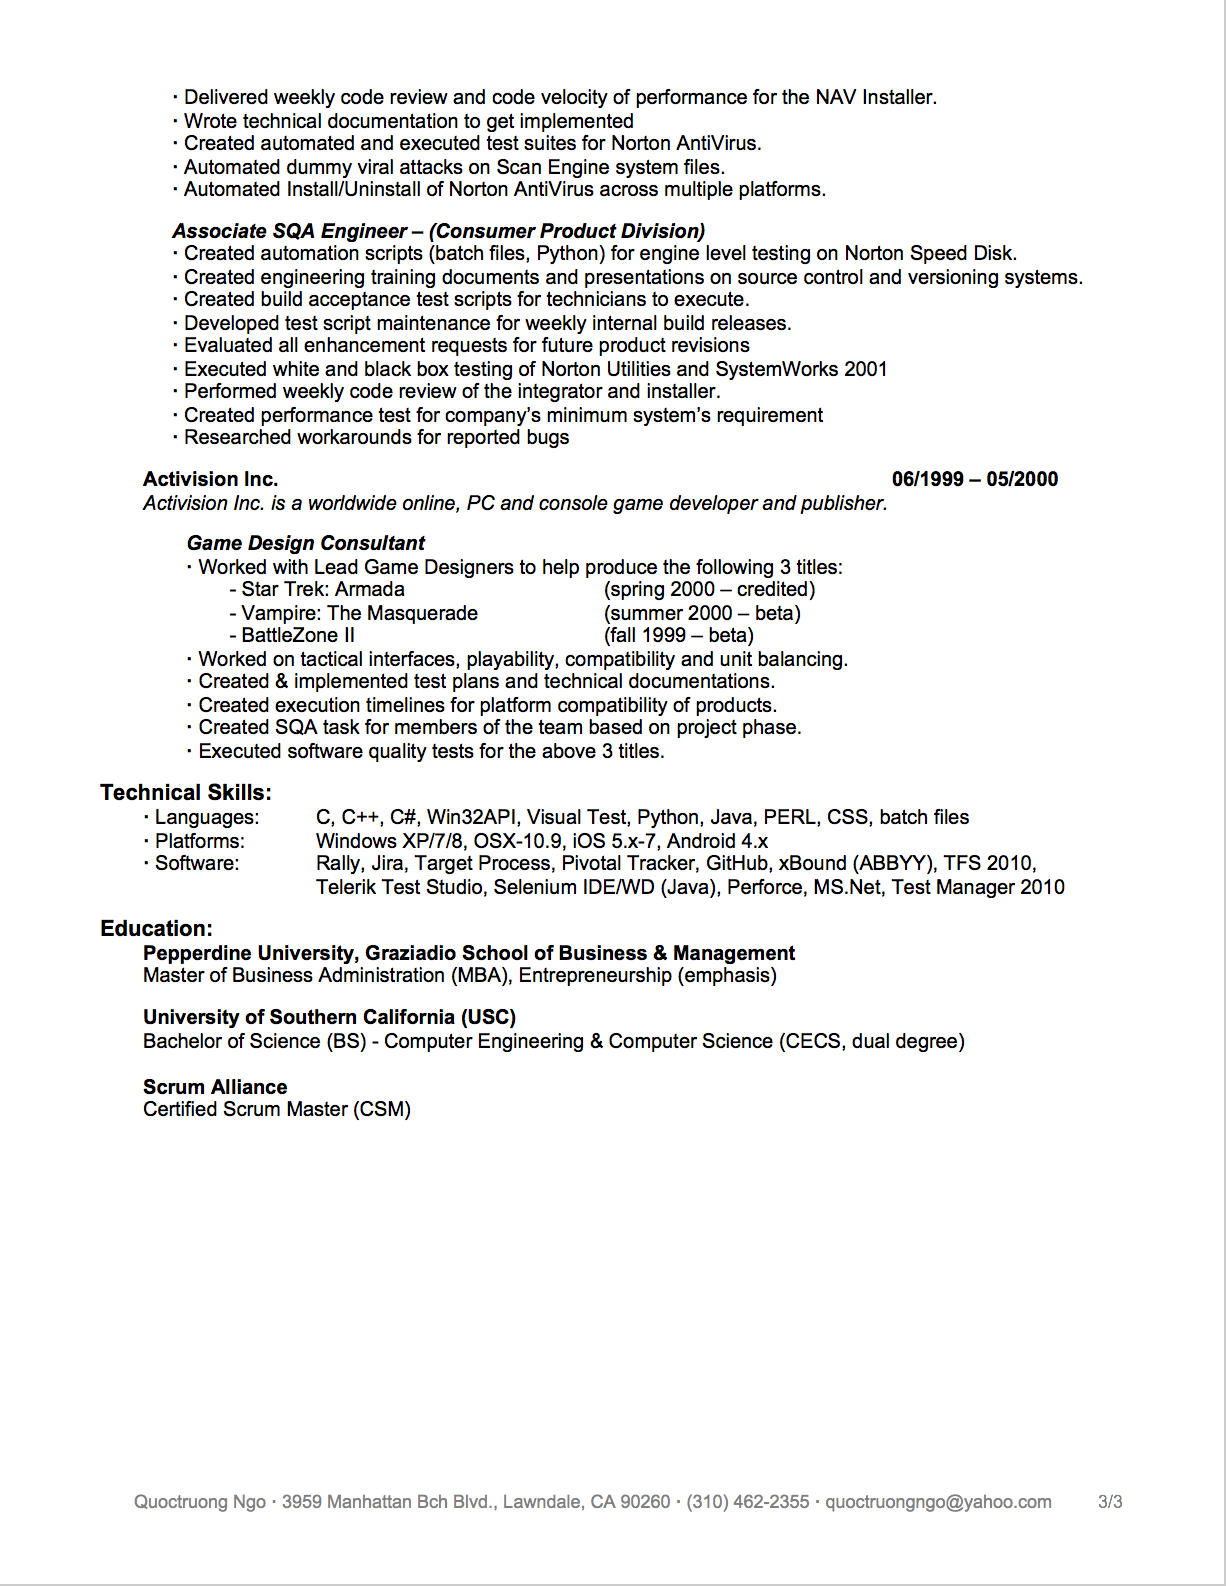 · Delivered weekly code review and code velocity of performance for the NAV Installer.
· Wrote technical documentation to get implemented
· Created automated and executed test suites for Norton AntiVirus.
· Automated dummy viral attacks on Scan Engine system files.
· Automated Install/Uninstall of Norton AntiVirus across multiple platforms.
Associate SQA Engineer – (Consumer Product Division)
· Created automation scripts (batch files, Python) for engine level testing on Norton Speed Disk.
· Created engineering training documents and presentations on source control and versioning systems.
· Created build acceptance test scripts for technicians to execute.
· Developed test script maintenance for weekly internal build releases.
· Evaluated all enhancement requests for future product revisions
· Executed white and black box testing of Norton Utilities and SystemWorks 2001
· Performed weekly code review of the integrator and installer.
· Created performance test for company’s minimum system’s requirement
· Researched workarounds for reported bugs
Activision Inc. 06/1999 – 05/2000
Activision Inc. is a worldwide online, PC and console game developer and publisher.
Game Design Consultant
· Worked with Lead Game Designers to help produce the following 3 titles:
- Star Trek: Armada (spring 2000 – credited)
- Vampire: The Masquerade (summer 2000 – beta)
- BattleZone II (fall 1999 – beta)
· Worked on tactical interfaces, playability, compatibility and unit balancing.
· Created & implemented test plans and technical documentations.
· Created execution timelines for platform compatibility of products.
· Created SQA task for members of the team based on project phase.
· Executed software quality tests for the above 3 titles.
Technical Skills:
· Languages: C, C++, C#, Win32API, Visual Test, Python, Java, PERL, CSS, batch files
· Platforms: Windows XP/7/8, OSX-10.9, iOS 5.x-7, Android 4.x
· Software: Rally, Jira, Target Process, Pivotal Tracker, GitHub, xBound (ABBYY), TFS 2010,
Telerik Test Studio, Selenium IDE/WD (Java), Perforce, MS.Net, Test Manager 2010
Education:
Pepperdine University, Graziadio School of Business & Management
Master of Business Administration (MBA), Entrepreneurship (emphasis)
University of Southern California (USC)
Bachelor of Science (BS) - Computer Engineering & Computer Science (CECS, dual degree)
Scrum Alliance
Certified Scrum Master (CSM)
Quoctruong Ngo · 3959 Manhattan Bch Blvd., Lawndale, CA 90260 · (310) 462-2355 · quoctruongngo@yahoo.com 3/3